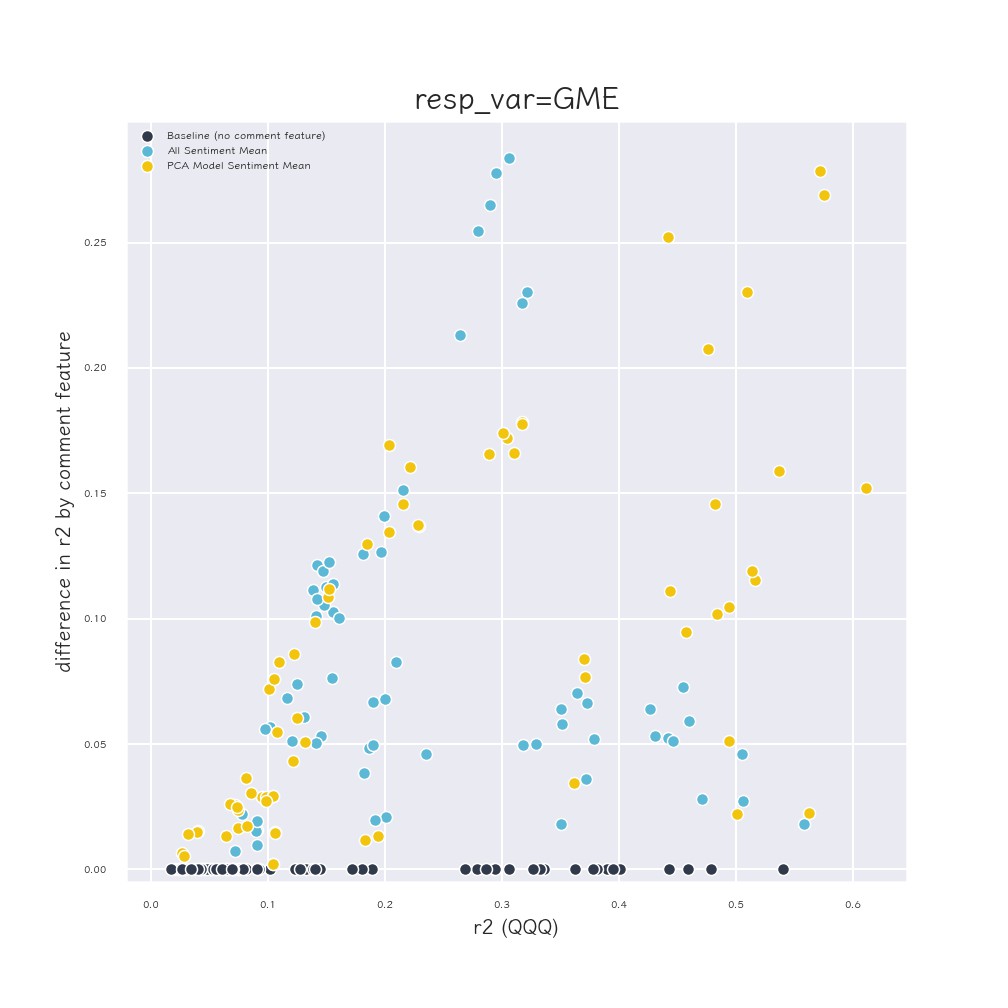 resp_var=GME
Baseline (no comment feature)
All Sentiment Mean
PCA Model Sentiment Mean
difference in r2 by comment feature
0.25
0.20
0.15
0.10
0.05
0.00
0.0 0.1 0.2 0.3 0.4 0.5 0.6
r2 (QQQ)